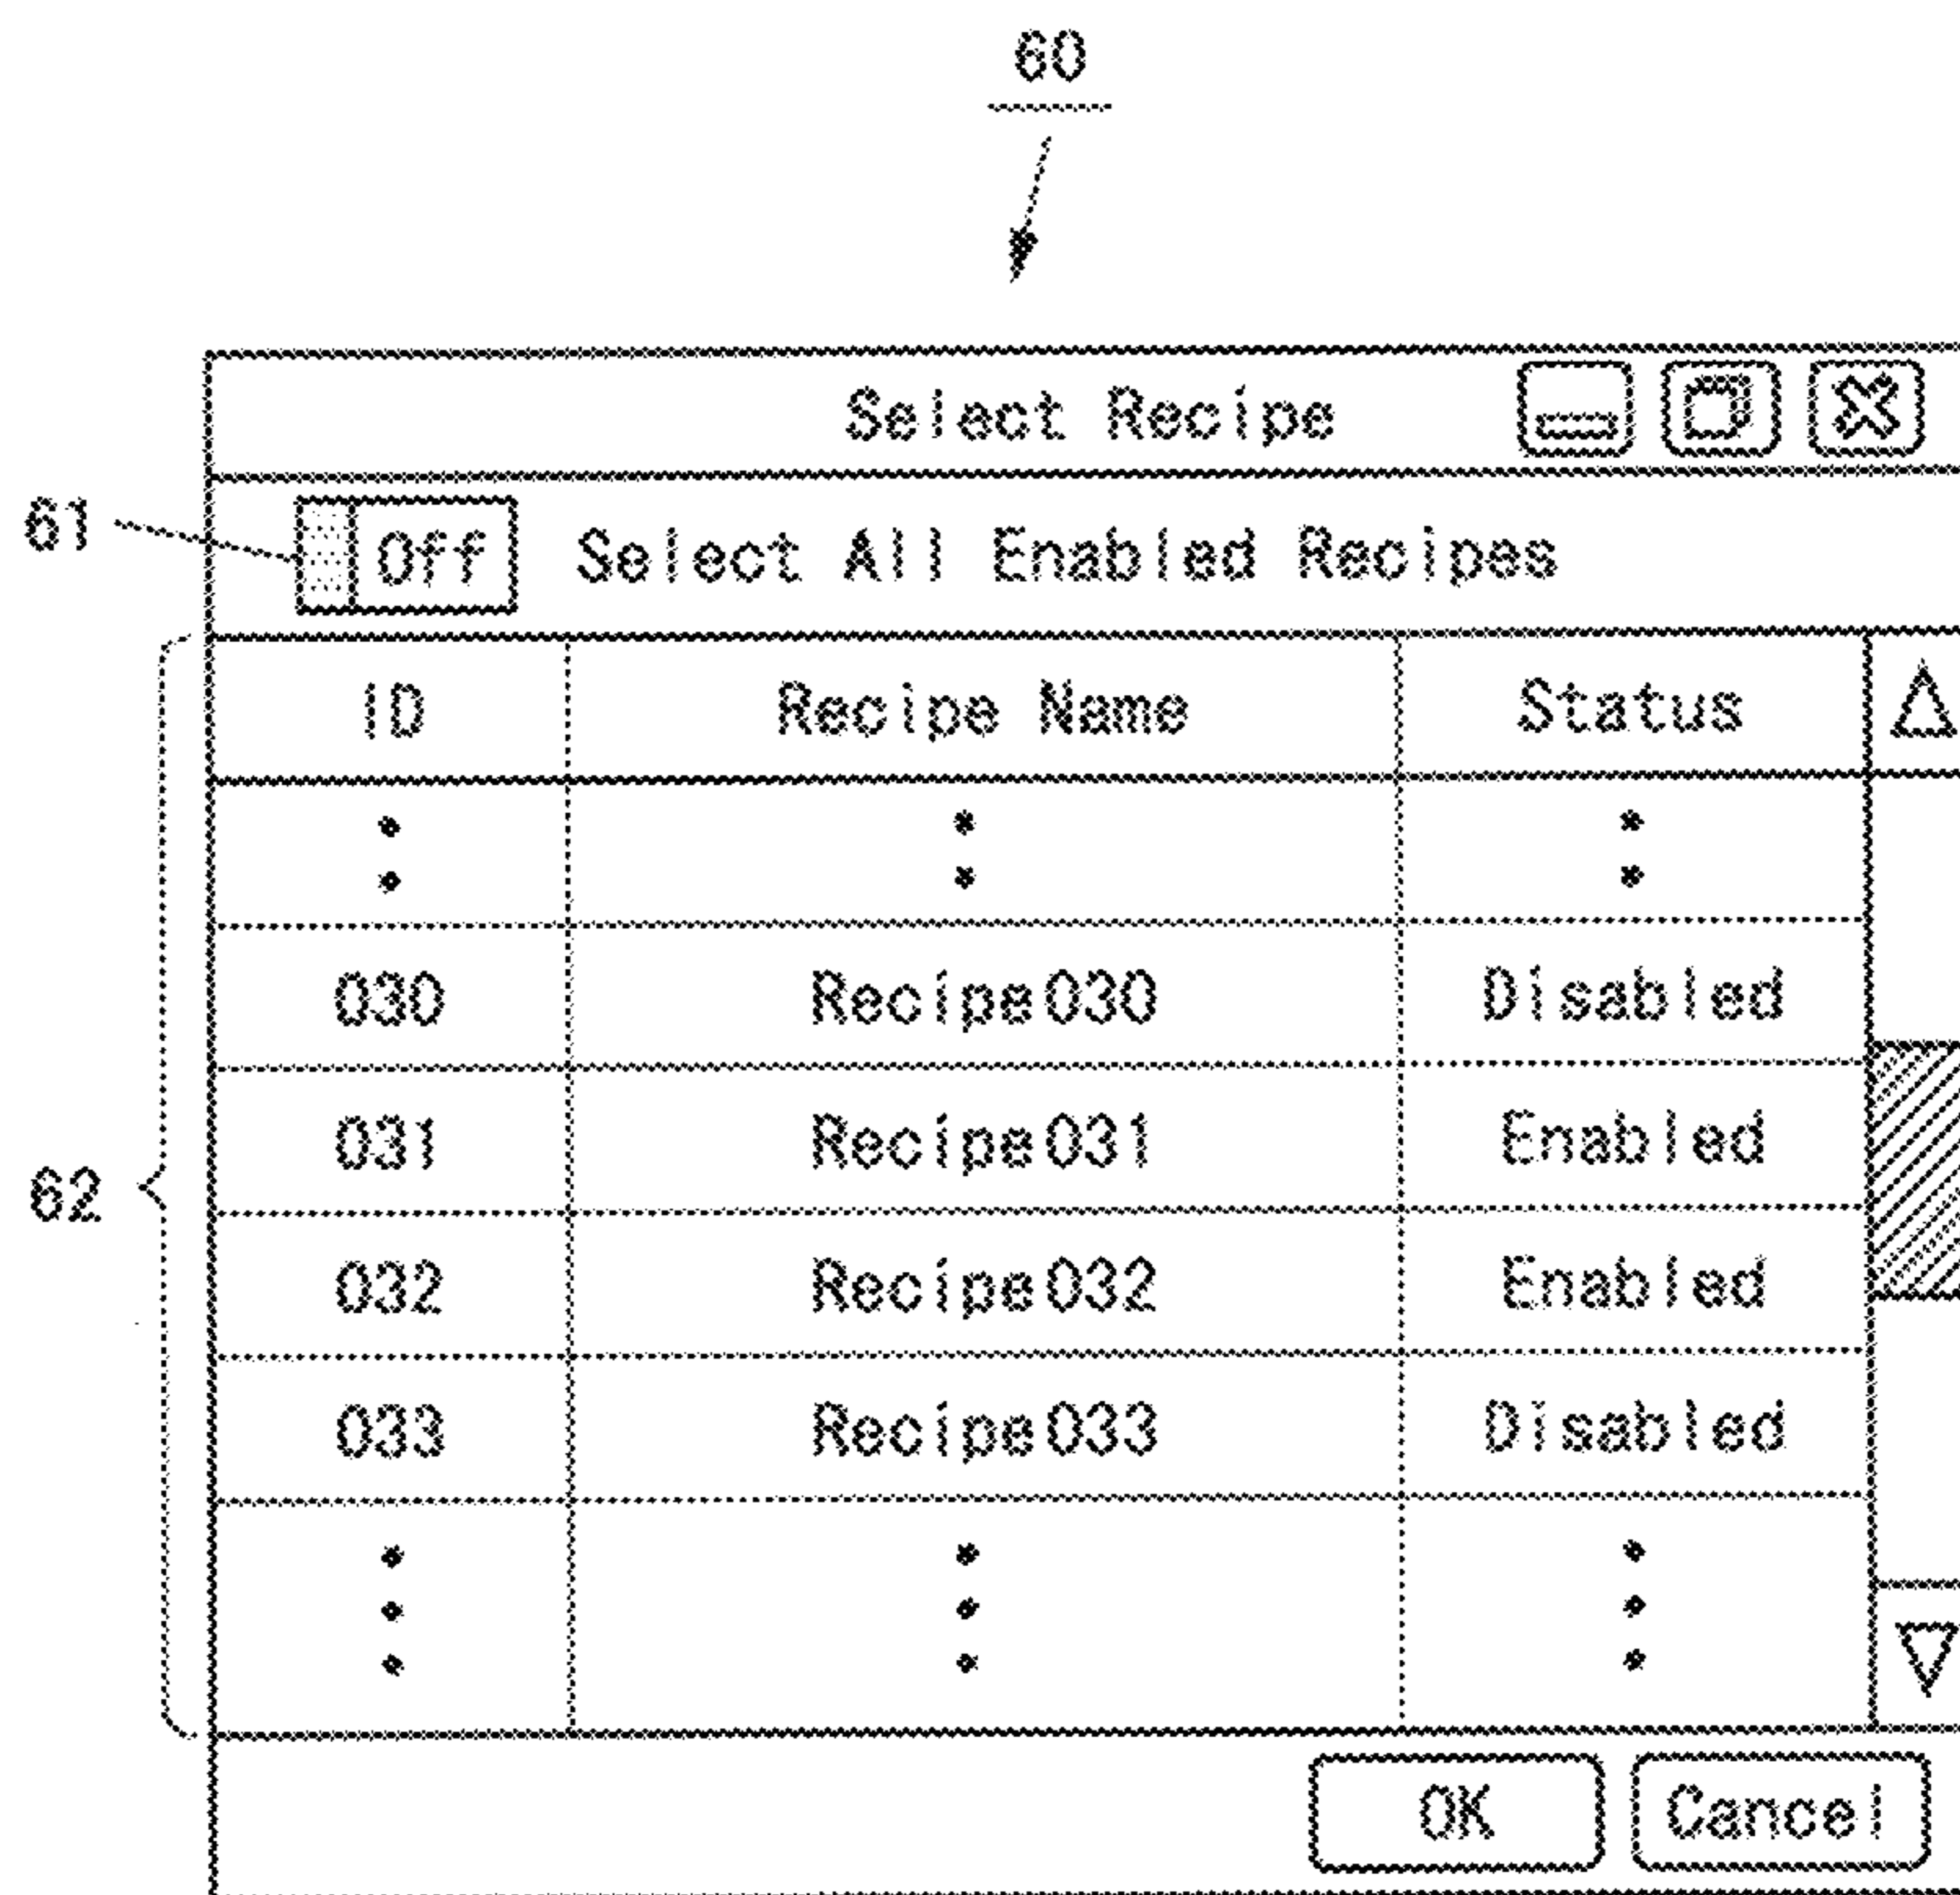 60
Select Recipe
61
Off Select All Enabled Recipes
ID Recipe Name Status
030 Recipe030 Disabled
031 Recipe031 Enabled
62
032 Recipe032 Enabled
033 Recipe033 Disabled
OK Cancel